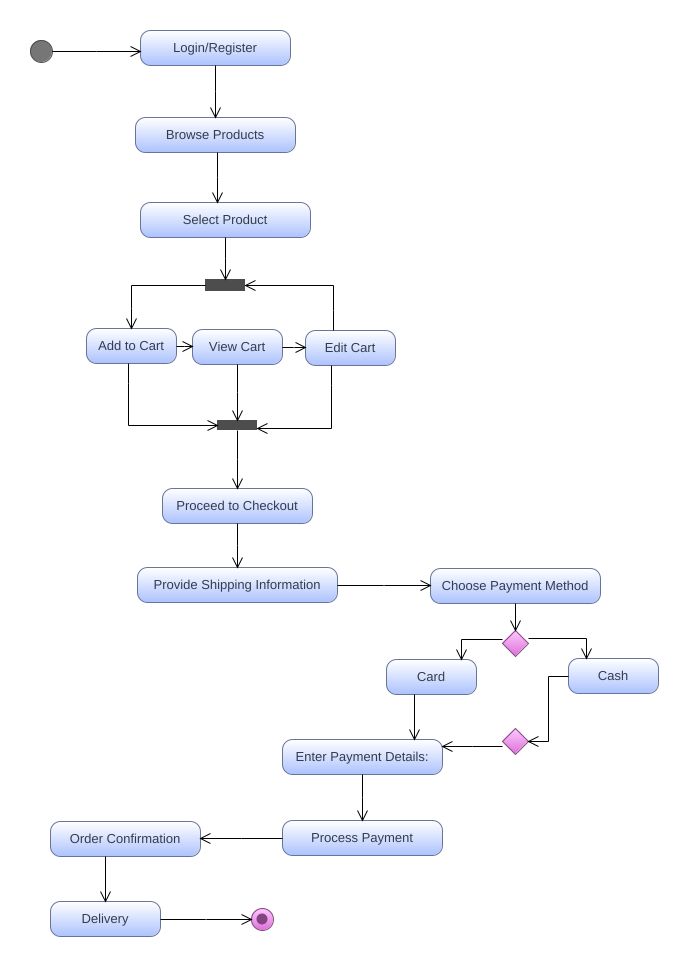 Login/Register
Browse Products
Select Product
Add to Cart
View Cart
Edit Cart
Proceed to Checkout
Provide Shipping Information
Choose Payment Method
Card
Cash
Enter Payment Details:
Process Payment
Order Confirmation
Delivery